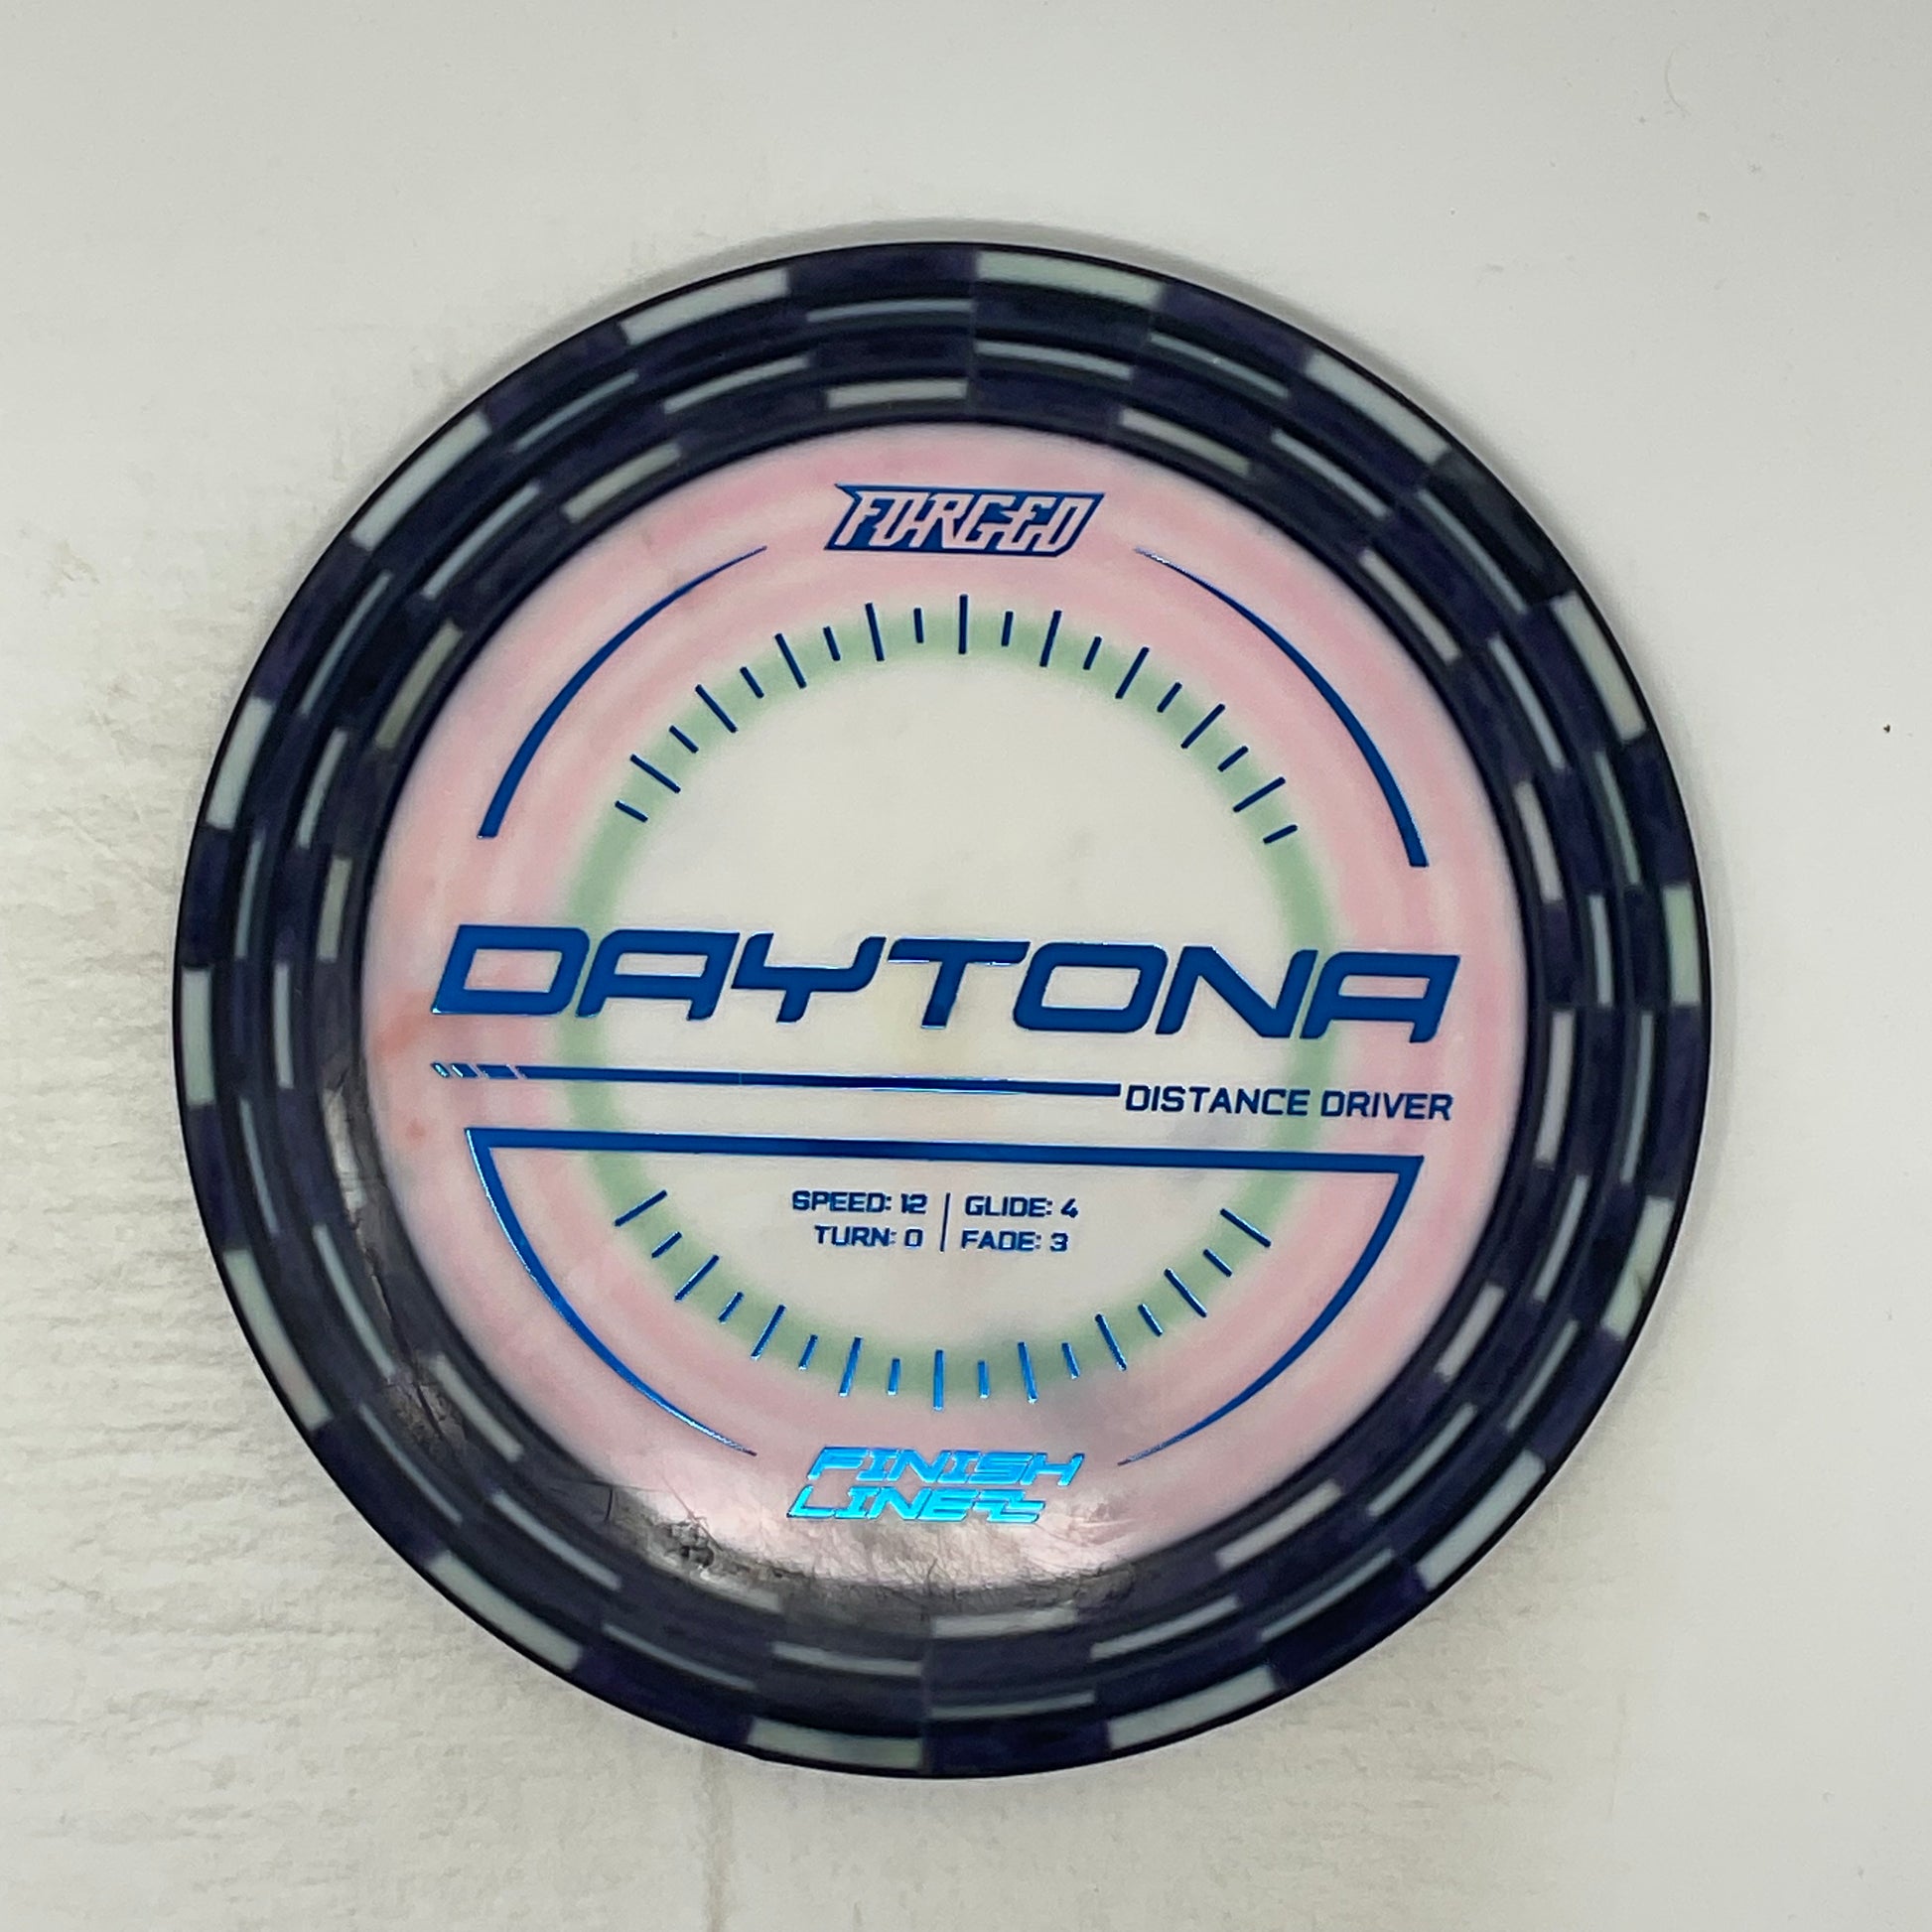 FORGED
DAYTONA
DISTANCE DRIVER
SPEED: 12 | GLIDE: 4
TURN: 0 | FADE: 3
FINISH
LINE